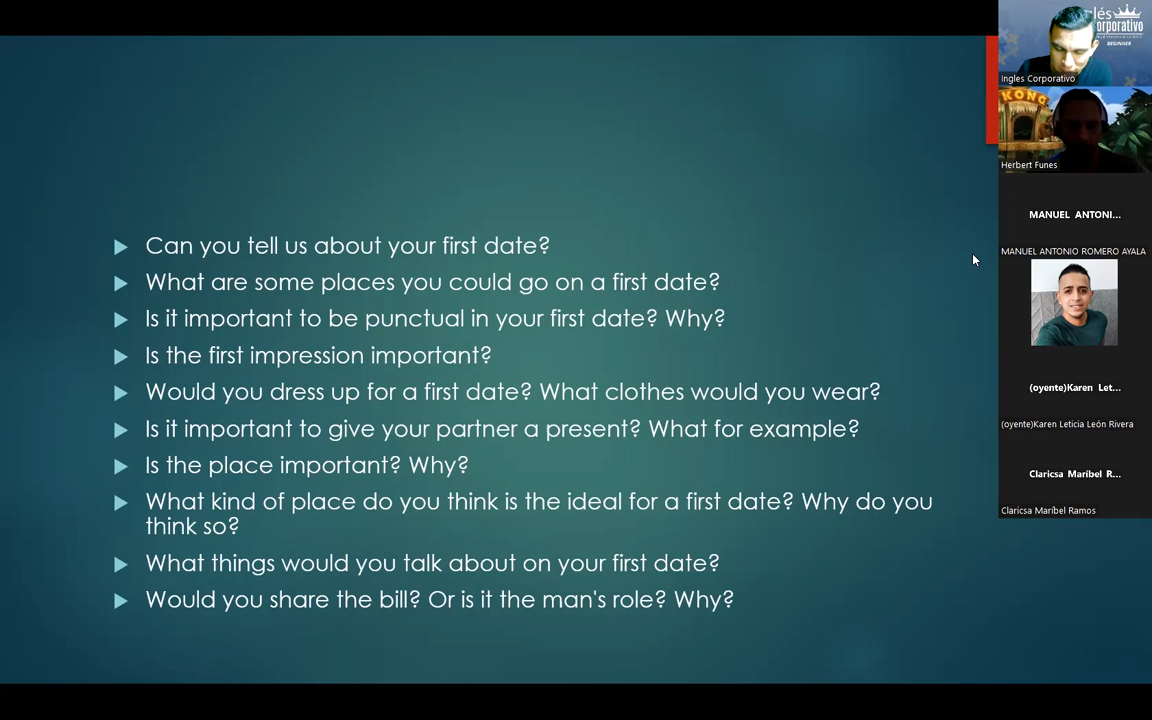 Can you tell us about your first date?
What are some places you could go on a first date?
Is it important to be punctual in your first date? Why?
Is the first impression important?
Would you dress up for a first date? What clothes would you wear?
Is it important to give your partner a present? What for example?
Is the place important? Why?
What kind of place do you think is the ideal for a first date? Why do you
think so?
What things would you talk about on your first date?
Would you share the bill? Or is it the man's role? Why?
lés
orporativo
BEGINNER
Ingles Corporativo
KONG
Herbert Funes
MANUEL ANTONI...
MANUEL ANTONIO ROMERO AYALA
(oyente)Karen Let...
(oyente)Karen Leticia León Rivera
Claricsa Maríbel R...
Claricsa Maríbel Ramos